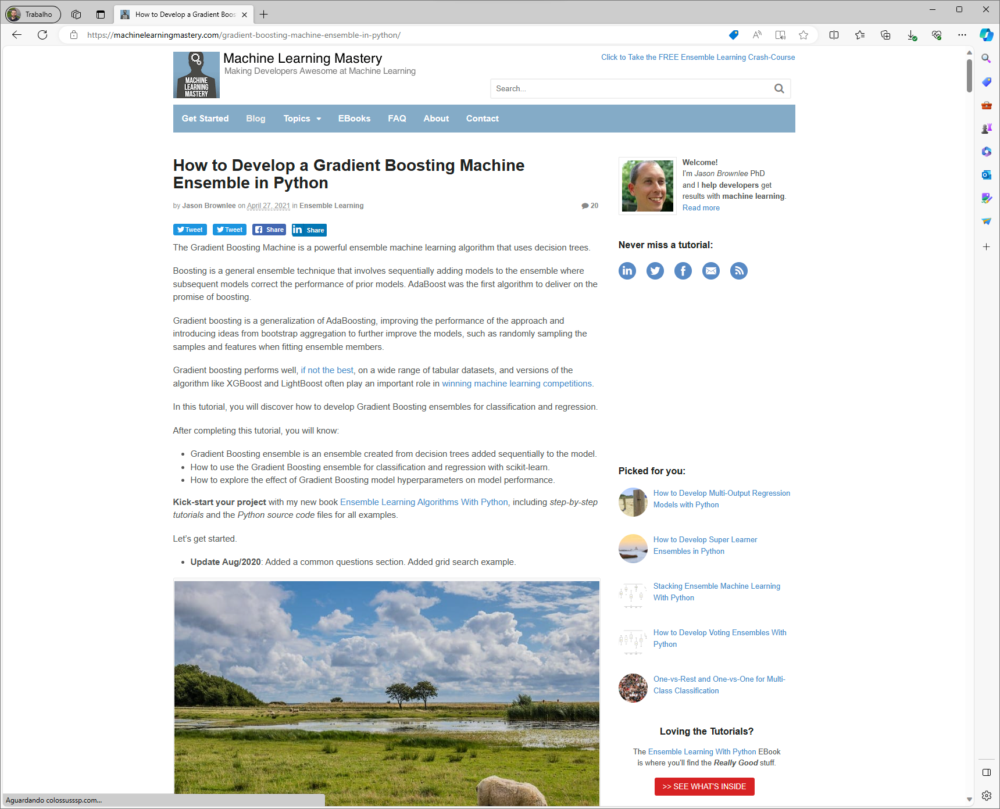 Trabalho
How to Develop a Gradient Boos
https://machinelearningmastery.com/gradient-boosting-machine-ensemble-in-python/
MACHINE
LEARNING
MASTERY
Machine Learning Mastery
Making Developers Awesome at Machine Learning
Click to Take the FREE Ensemble Learning Crash-Course
Search...
Get Started Blog Topics EBooks FAQ About Contact
How to Develop a Gradient Boosting Machine
Ensemble in Python
by Jason Brownlee on April 27, 2021 in Ensemble Learning 20
Tweet Tweet Share Share
The Gradient Boosting Machine is a powerful ensemble machine learning algorithm that uses decision trees.
Boosting is a general ensemble technique that involves sequentially adding models to the ensemble where
subsequent models correct the performance of prior models. AdaBoost was the first algorithm to deliver on the
promise of boosting.
Gradient boosting is a generalization of AdaBoosting, improving the performance of the approach and
introducing ideas from bootstrap aggregation to further improve the models, such as randomly sampling the
samples and features when fitting ensemble members.
Gradient boosting performs well, if not the best, on a wide range of tabular datasets, and versions of the
algorithm like XGBoost and LightBoost often play an important role in winning machine learning competitions.
In this tutorial, you will discover how to develop Gradient Boosting ensembles for classification and regression.
After completing this tutorial, you will know:
• Gradient Boosting ensemble is an ensemble created from decision trees added sequentially to the model.
• How to use the Gradient Boosting ensemble for classification and regression with scikit-learn.
• How to explore the effect of Gradient Boosting model hyperparameters on model performance.
Kick-start your project with my new book Ensemble Learning Algorithms With Python, including step-by-step
tutorials and the Python source code files for all examples.
Let’s get started.
• Update Aug/2020: Added a common questions section. Added grid search example.
Welcome!
I'm Jason Brownlee PhD
and I help developers get
results with machine learning.
Read more
Never miss a tutorial:
Picked for you:
How to Develop Multi-Output Regression
Models with Python
How to Develop Super Learner
Ensembles in Python
Stacking Ensemble Machine Learning
With Python
How to Develop Voting Ensembles With
Python
One-vs-Rest and One-vs-One for Multi-
Class Classification
Loving the Tutorials?
The Ensemble Learning With Python EBook
is where you'll find the Really Good stuff.
>> SEE WHAT'S INSIDE
Aguardando colossusssp.com...